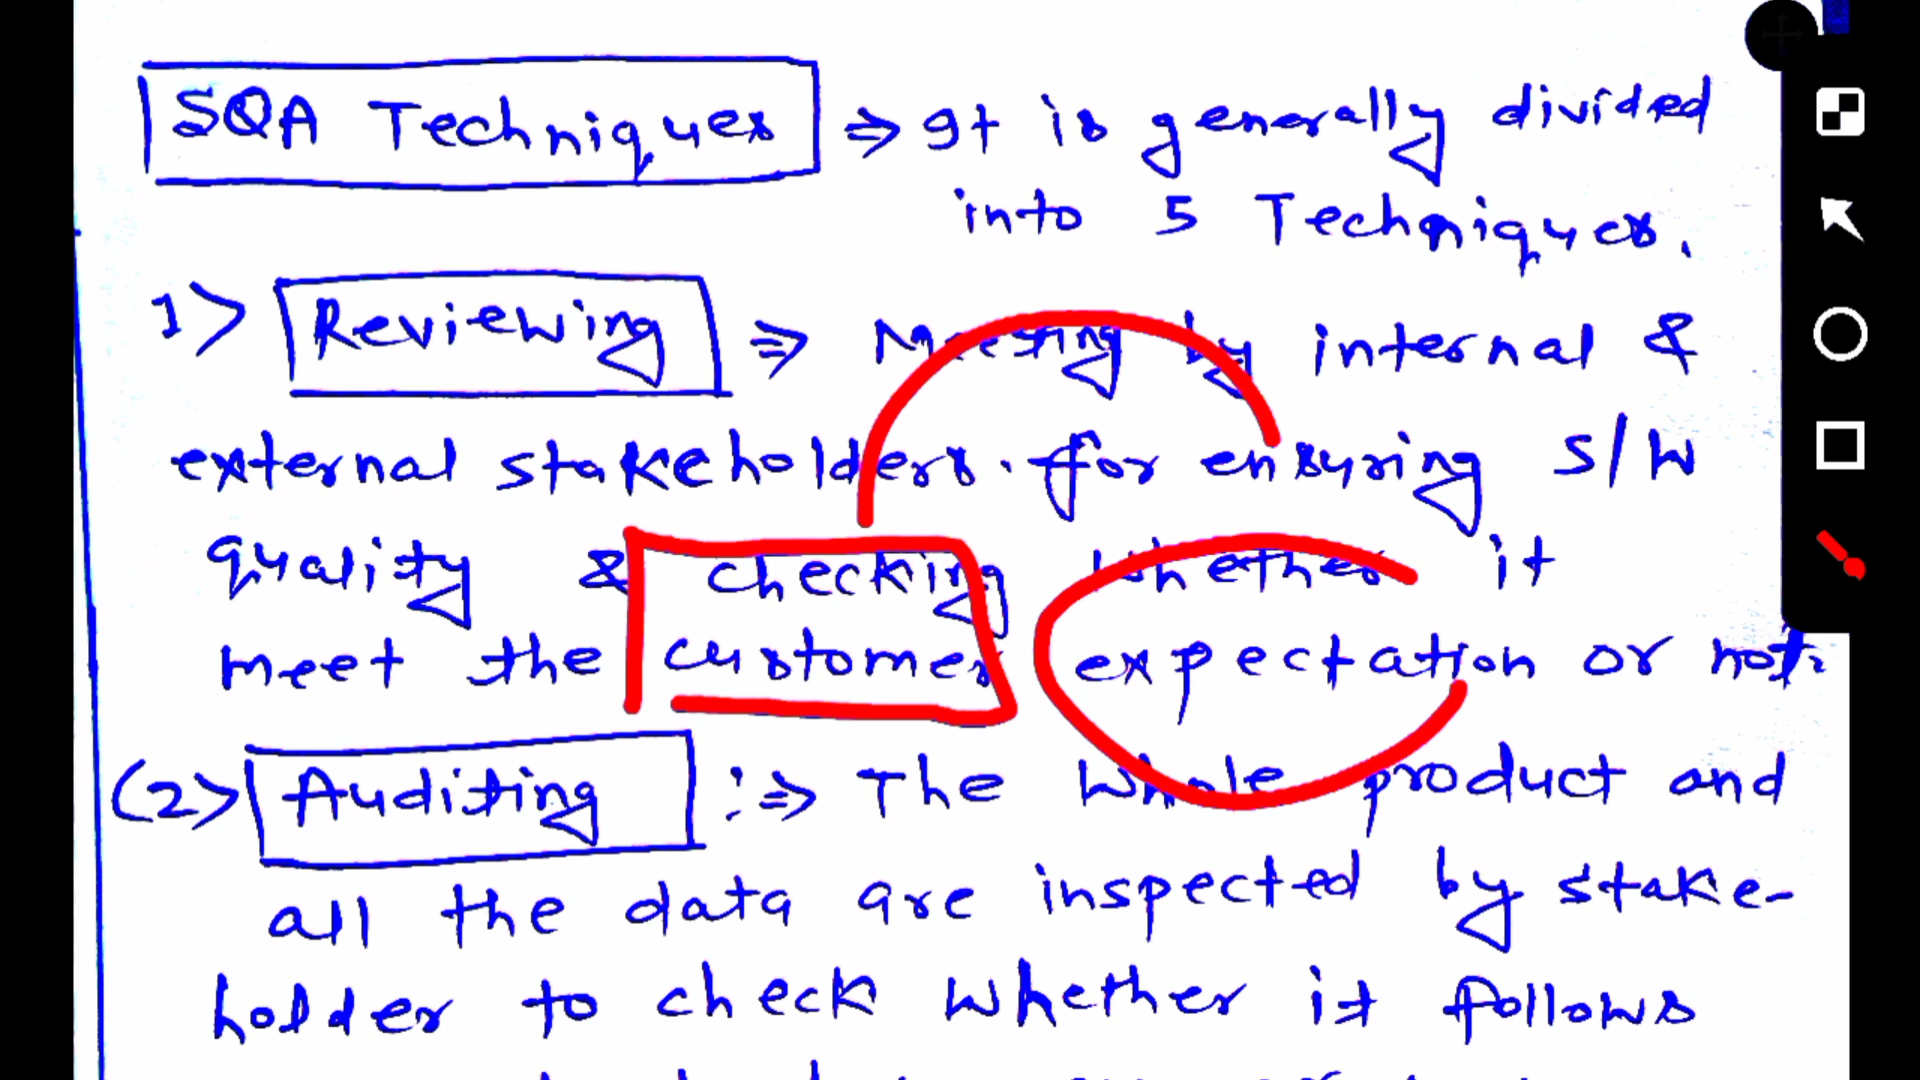 SQA Techniques ⇒ It is generally divided
into 5 Techniques.
1> Reviewing ⇒ Meeting by internal &
external stakeholders. for ensuring S/W
quality & checking whether it
meet the customer expectation or not.
(2> Auditing :⇒ The whole product and
all the data are inspected by stake-
holder to check whether it follows